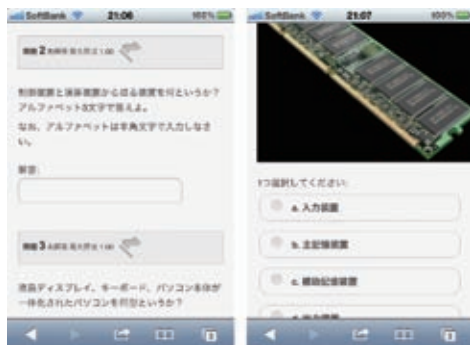 SoftBank 21:06 100%
問題 2
制御装置と演算装置から成る装置を何というか?
アルファベット3文字で答えよ。
なお、アルファベットは半角文字で入力しなさ
い。
解答:
問題 3
液晶ディスプレイ、キーボード、パソコン本体が
一体化されたパソコンを何型というか?
SoftBank 21:07 100%
1つ選択してください:
a. 入力装置
b. 主記憶装置
c. 補助記憶装置